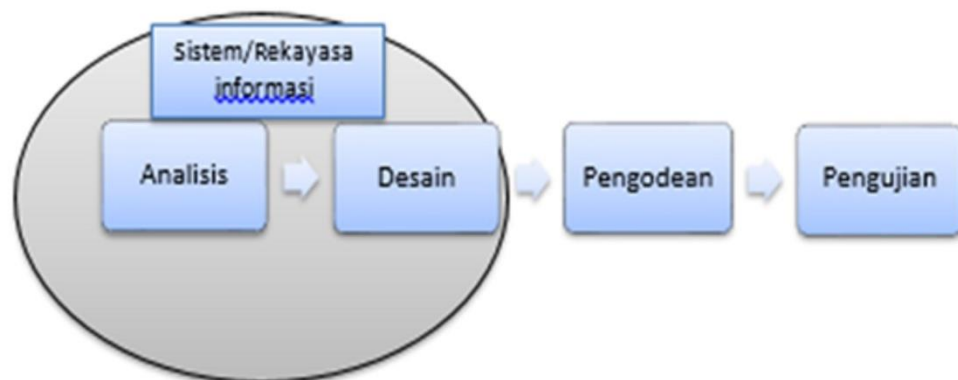 Sistem/Rekayasa
informasi
Analisis
Desain
Pengodean
Pengujian